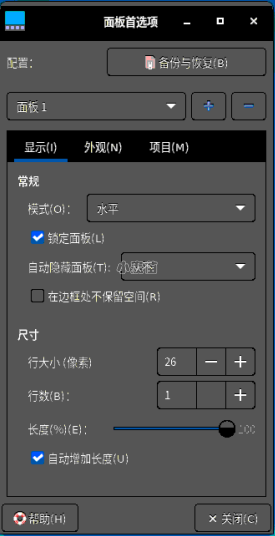 面板首选项
配置: 备份与恢复(B)
面板 1
显示(I) 外观(N) 项目(M)
常规
模式(O): 水平
锁定面板(L)
自动隐藏面板(T):
在边框处不保留空间(R)
尺寸
行大小 (像素) 26
行数(B): 1
长度(%)(E): 100
自动增加长度(U)
帮助(H) 关闭(C)